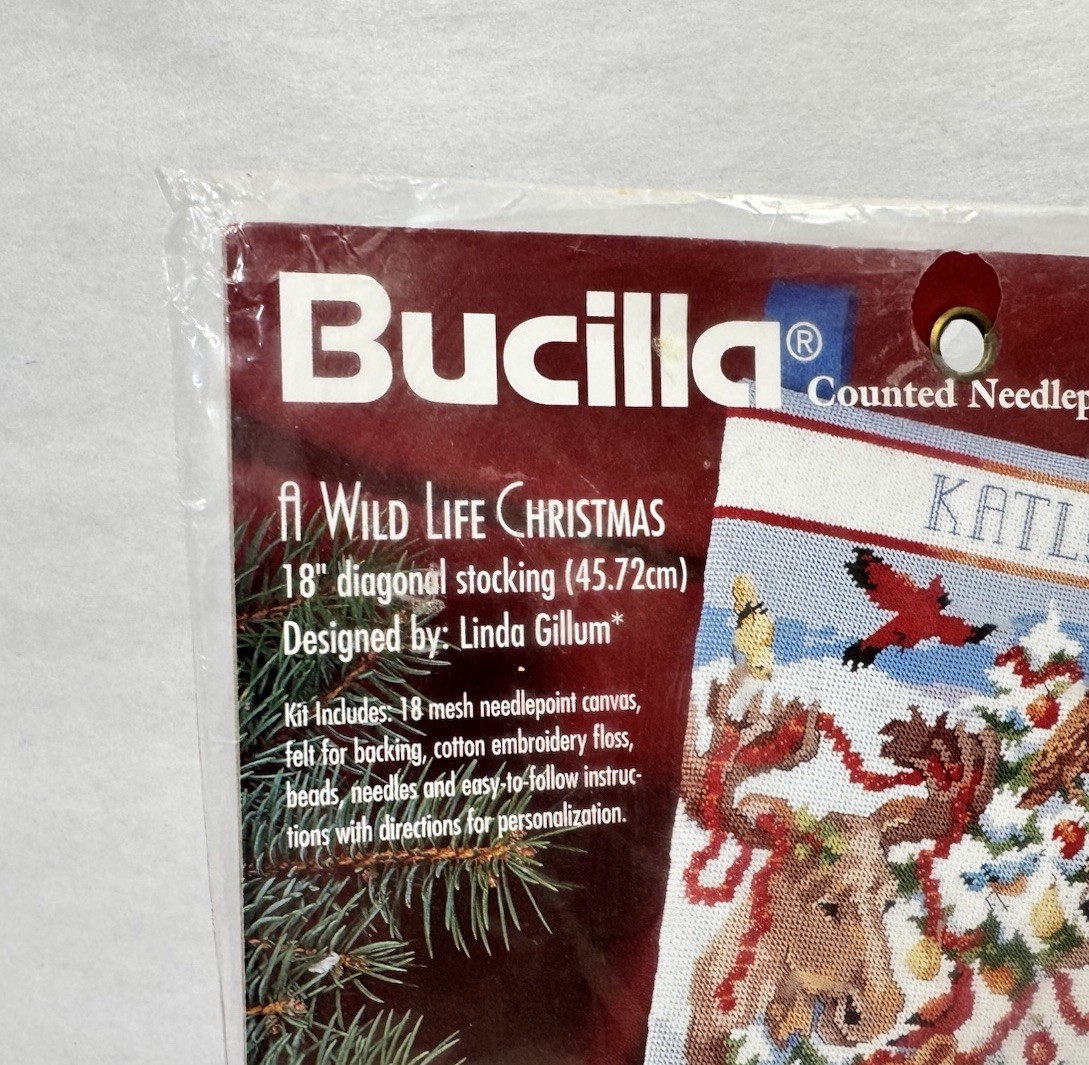 Bucilla®
Counted Needlep
A WILD LIFE CHRISTMAS
18" diagonal stocking (45.72cm)
Designed by: Linda Gillum*
Kit Includes: 18 mesh needlepoint canvas,
felt for backing, cotton embroidery floss,
beads, needles and easy-to-follow instruc-
tions with directions for personalization.
KATL